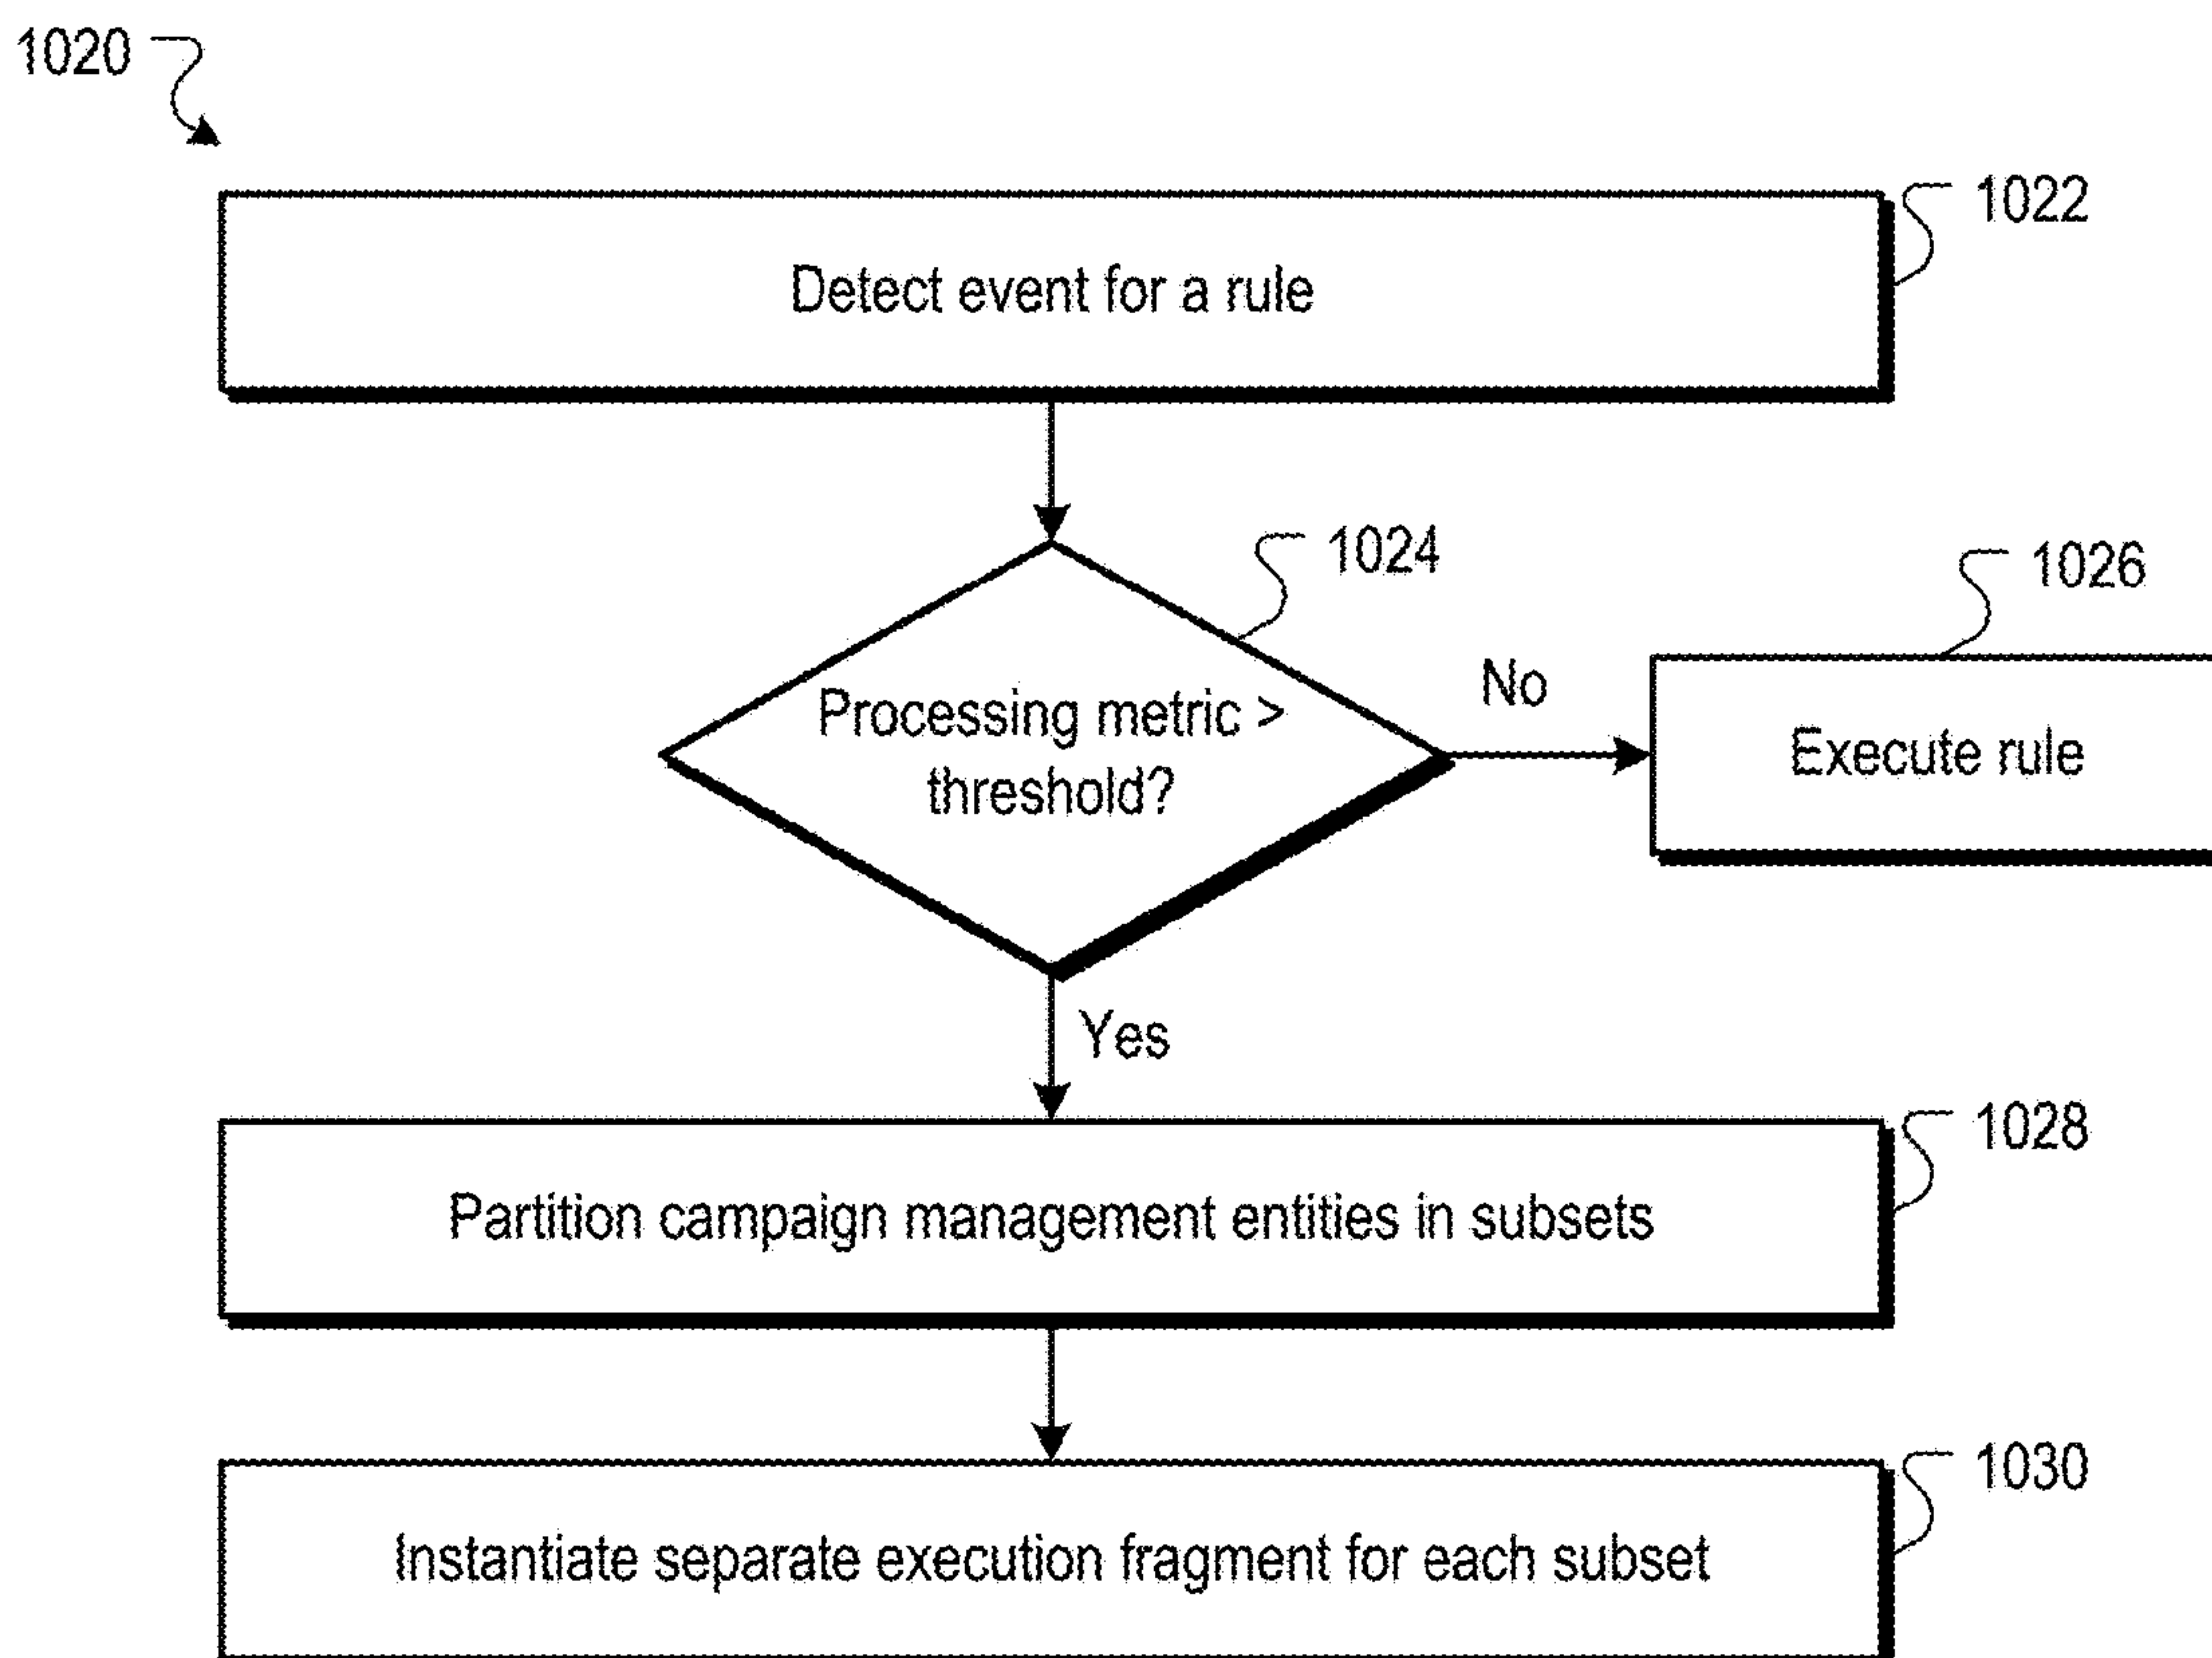 1020
1022
Detect event for a rule
1024
1026
No
Processing metric >
threshold?
Execute rule
Yes
1028
Partition campaign management entities in subsets
1030
Instantiate separate execution fragment for each subset